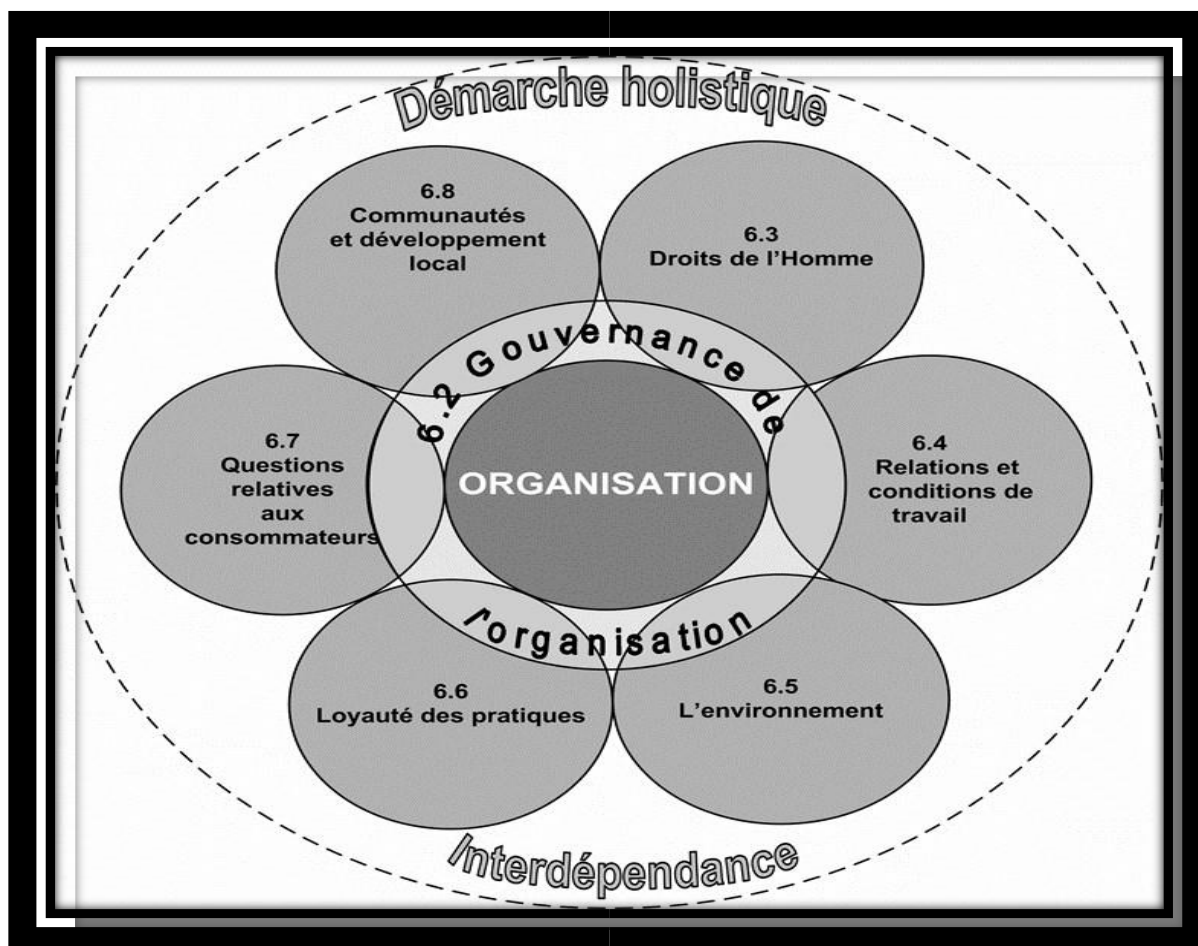 Démarche holistique
6.8
Communautés
et développement
local
6.3
Droits de l'Homme
6.2 Gouvernance de
l'organisation
ORGANISATION
6.7
Questions
relatives
aux
consommateurs
6.4
Relations et
conditions de
travail
6.6
Loyauté des pratiques
6.5
L'environnement
Interdépendance